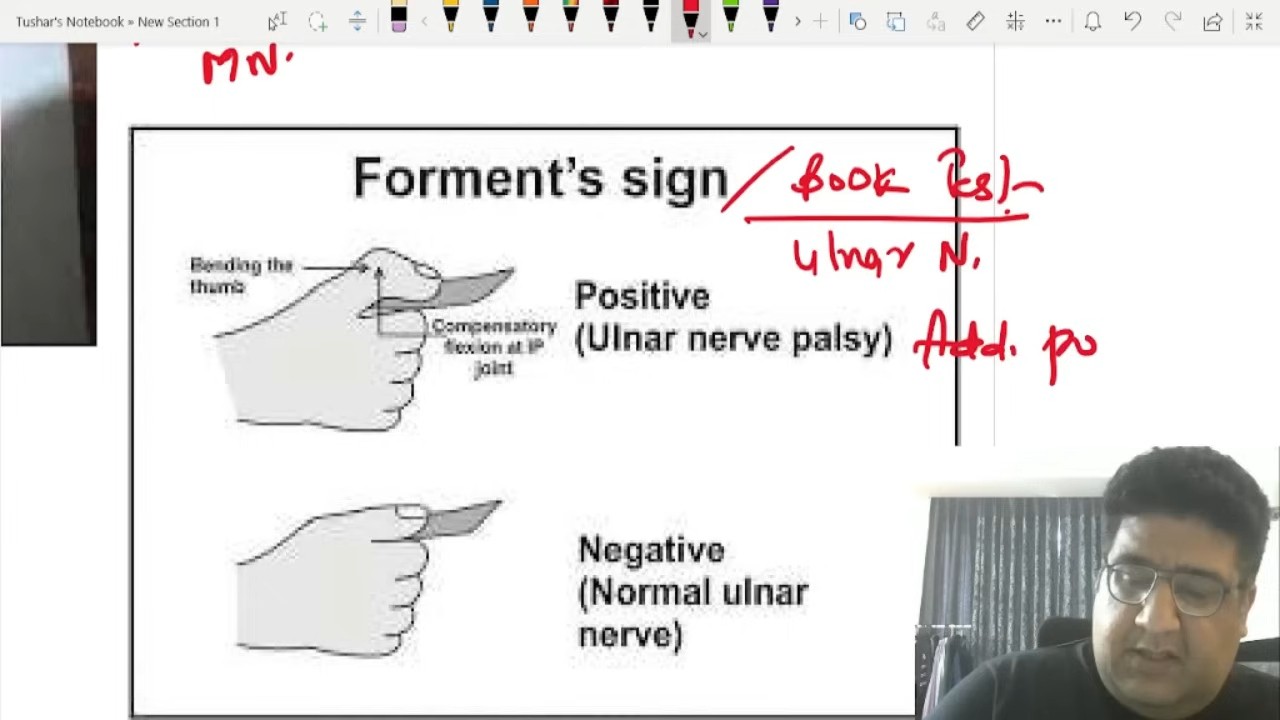 Tushar's Notebook » New Section 1
MN.
Forment's sign / Book
Ulnar N.
Bending the
thumb
Compensatory
flexion at IP
joint
Positive
(Ulnar nerve palsy) Add. po
Negative
(Normal ulnar
nerve)